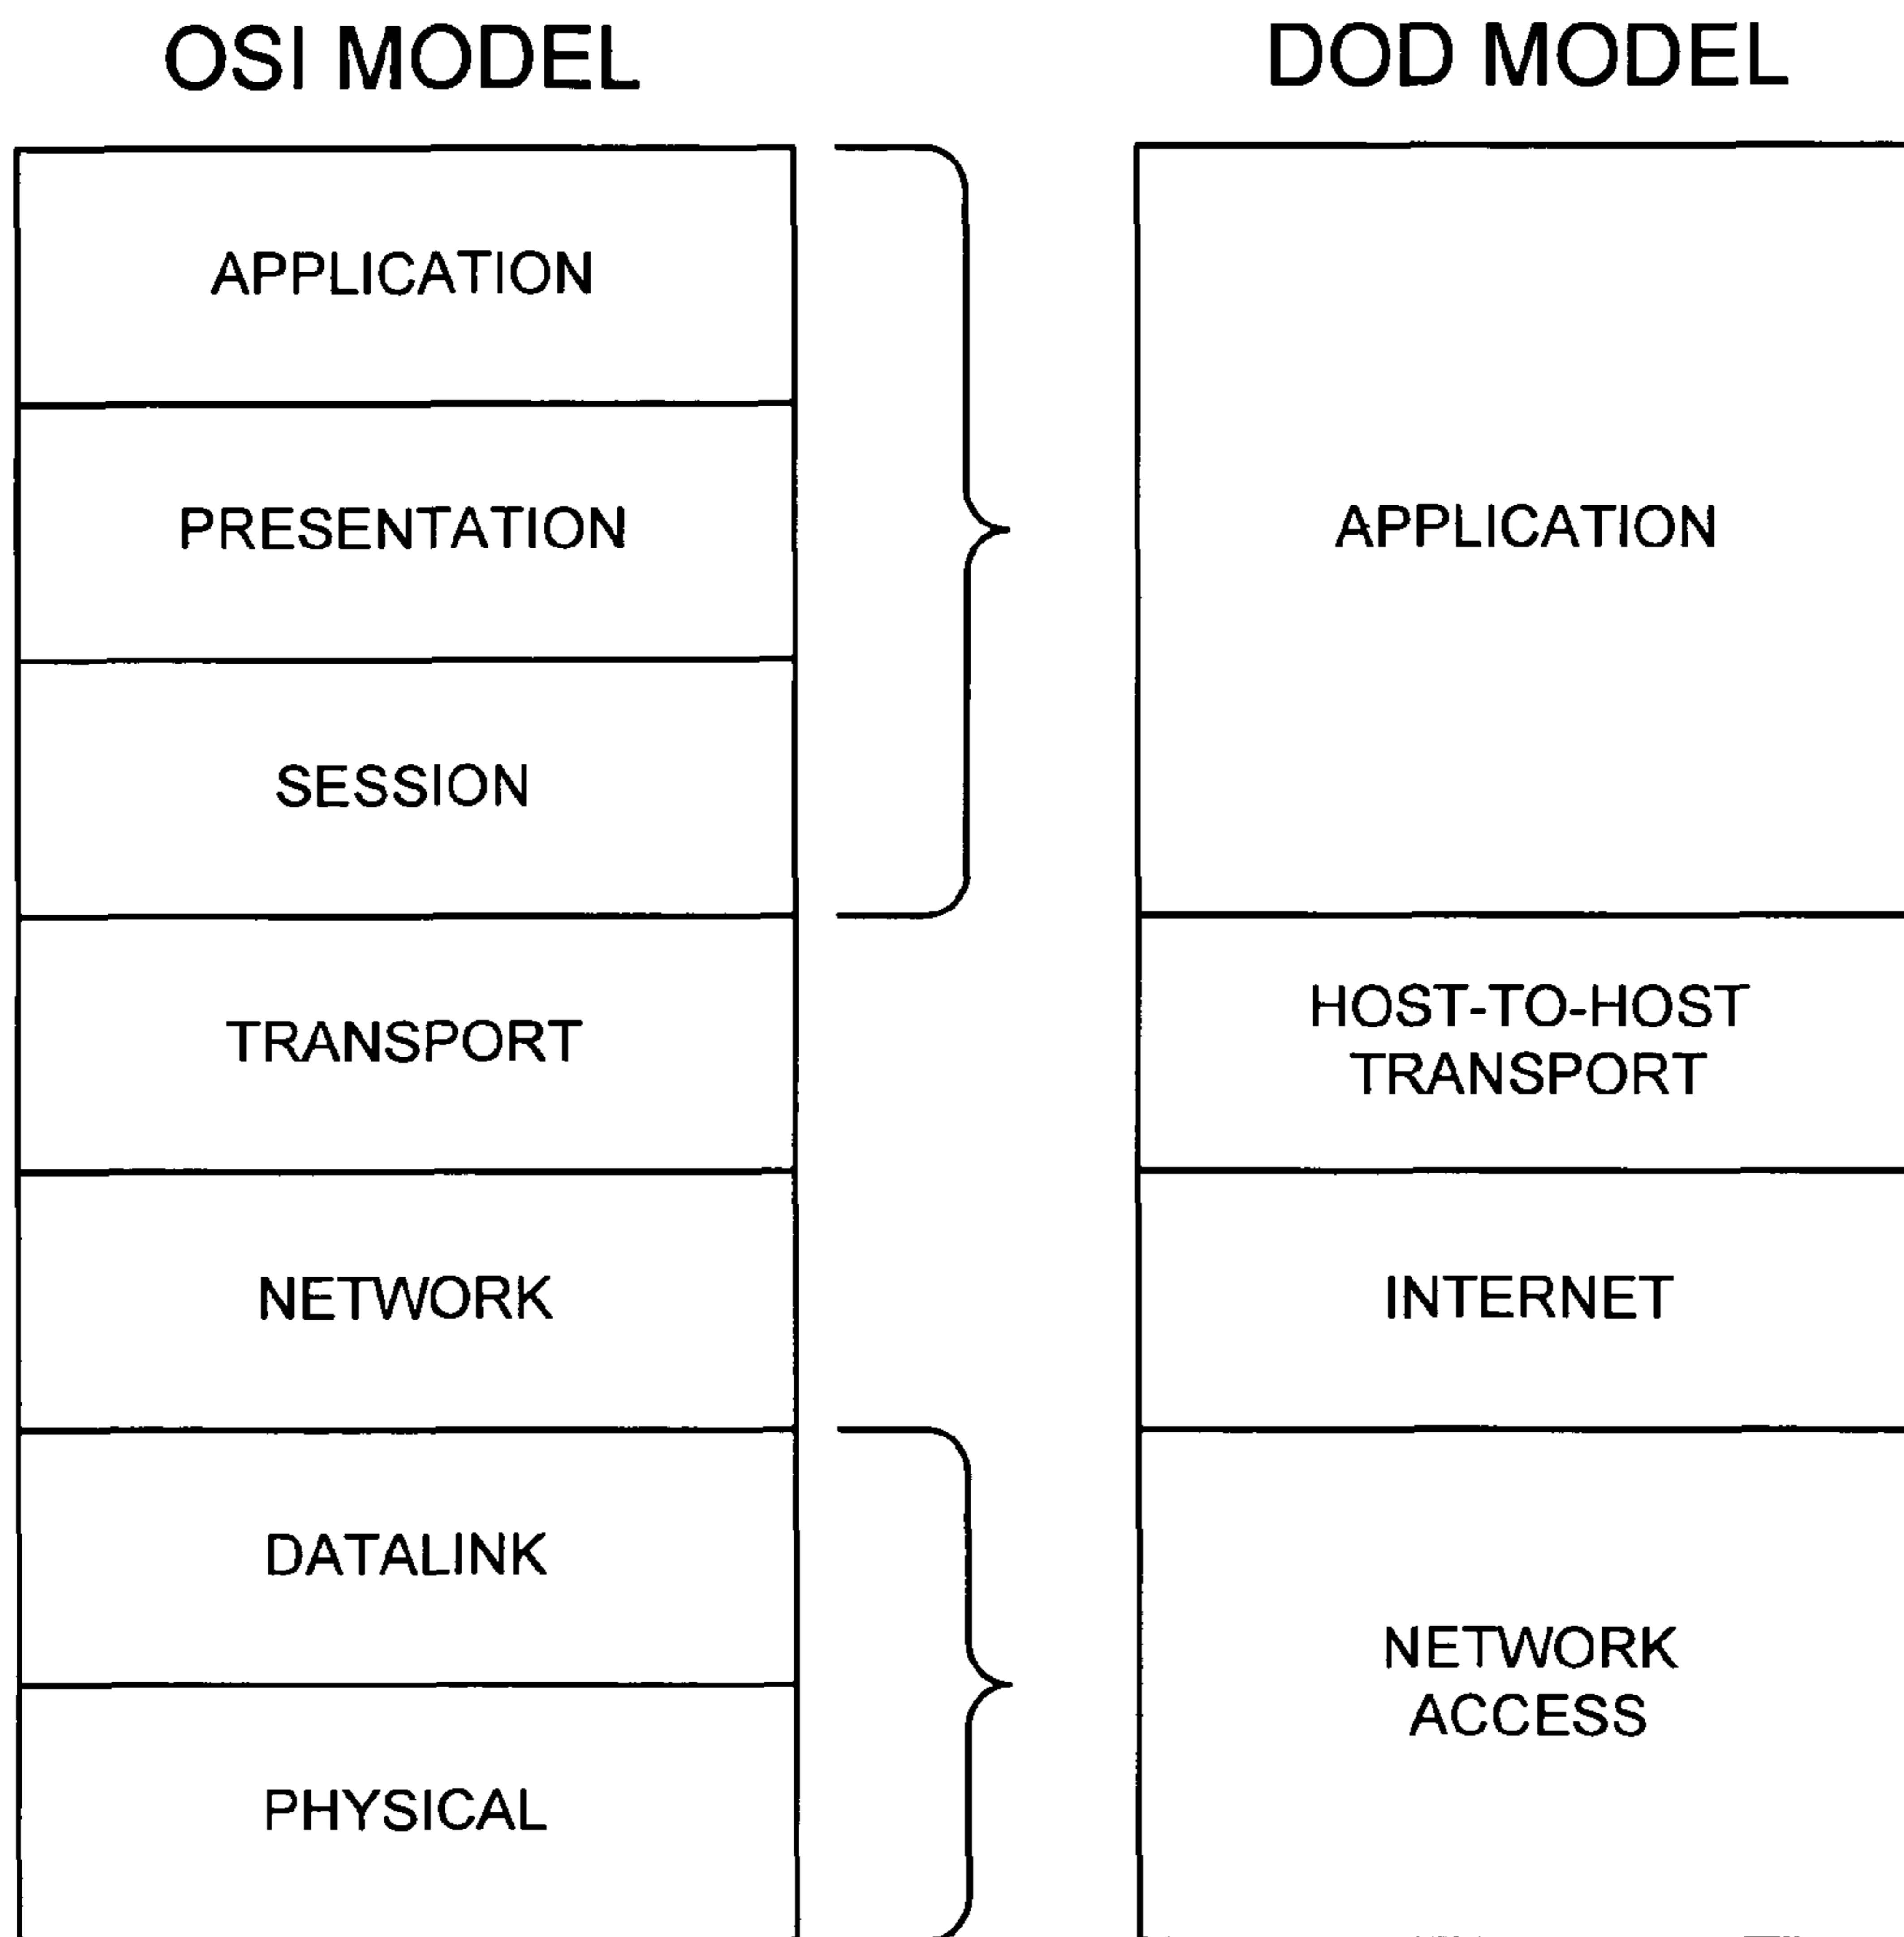 OSI MODEL
APPLICATION
PRESENTATION
SESSION
TRANSPORT
NETWORK
DATALINK
PHYSICAL
DOD MODEL
APPLICATION
HOST-TO-HOST
TRANSPORT
INTERNET
NETWORK
ACCESS